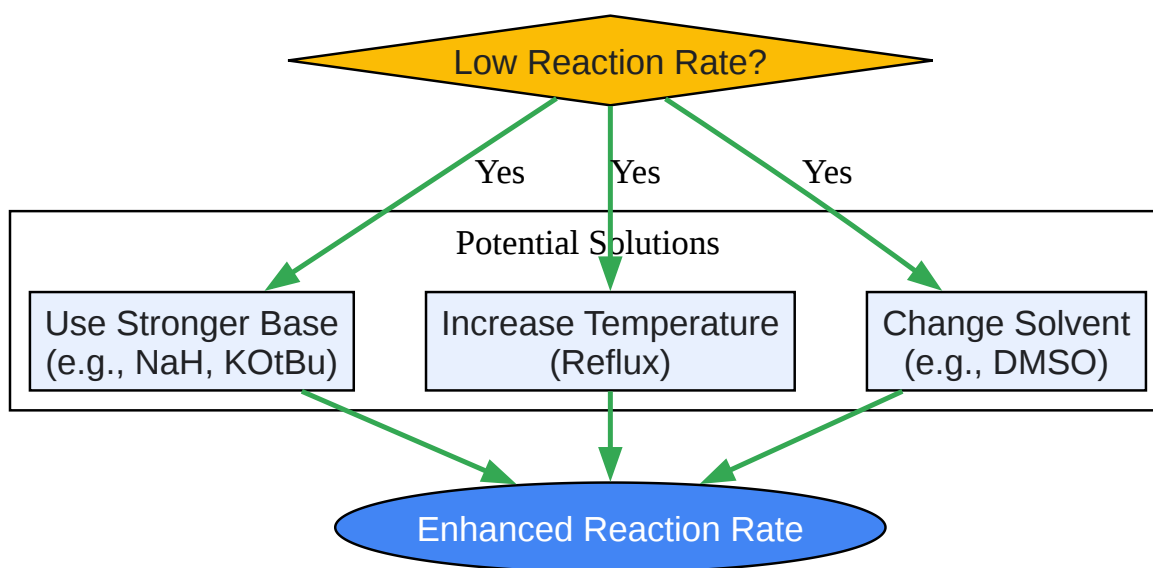 Low Reaction Rate?
Yes
Yes
Yes
Potential Solutions
Use Stronger Base
(e.g., NaH, KOtBu)
Increase Temperature
(Reflux)
Change Solvent
(e.g., DMSO)
Enhanced Reaction Rate